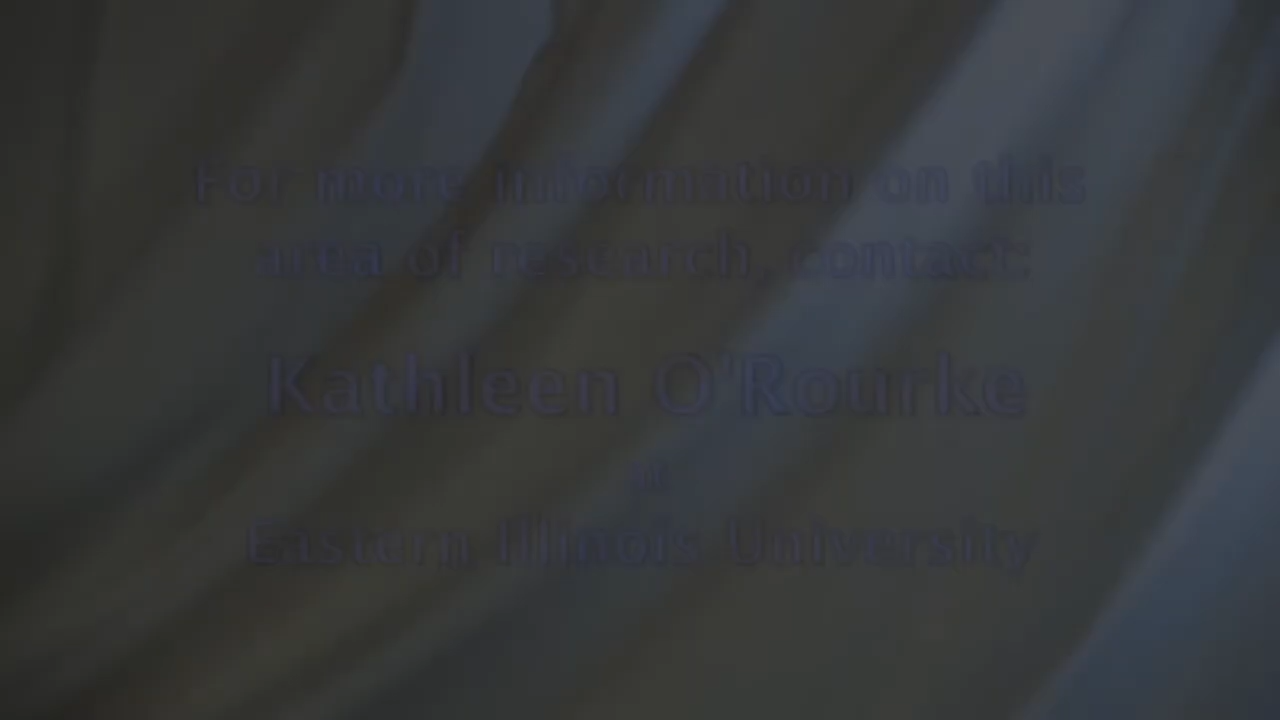 For more information on this
area of research, contact:
Kathleen O'Rourke
at
Eastern Illinois University